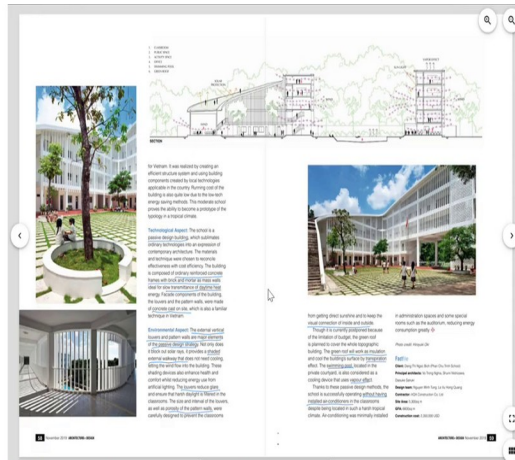 SECTION
for Vietnam. It was realized by creating an
efficient structure system and using building
components created by local technologies
applicable in the country. Running cost of the
building is also quite low due to the low-tech
energy saving methods. This moderate school
proves the ability to become a prototype of the
typology in a tropical climate.
Technological Aspect: The school is a
passive design building, which sublimates
ordinary technologies into an expression of
contemporary architecture. The materials
and technique were chosen to reconcile
effectiveness with cost efficiency. The building
is composed of ordinary reinforced concrete
frames with brick and mortar as mass walls
ideal for slow transmittance of daytime heat
energy. Facade components of the building,
the louvers and the pattern walls, were made
of concrete cast on site, which is also a familiar
technique in Vietnam.
Environmental Aspect: The external vertical
louvers and pattern walls are major elements
of the passive design strategy. Not only does
it block out solar rays, it provides a shaded
external walkway that does not need cooling,
letting the wind flow into the building. These
shading devices also enhance health and
comfort while reducing energy use from
artificial lighting. The louvers reduce glare
and ensure that harsh daylight is filtered in the
classrooms. The size and interval of the louvers,
as well as porosity of the pattern walls, were
carefully designed to prevent the classrooms
58 November 2016 ARCHITECTURE+DESIGN
from getting direct sunshine and to keep the
visual connection of inside and outside.
Though it is currently postponed because
of the limitation of budget, the green roof
is planned to cover the whole topographic
building. The green roof will work as insulation
and cool the building's surface by transpiration
effect. The swimming pool, located in the
private courtyard, is also considered as a
cooling device that uses vapour effect.
Thanks to these passive design methods, the
school is successfully operating without having
installed air-conditioners in the classrooms
despite being located in such a harsh tropical
climate. Air-conditioning was minimally installed
in administration spaces and some special
rooms such as the auditorium, reducing energy
consumption greatly.
Photo credit: Hiroyuki Oki
Factfile
ARCHITECTURE+DESIGN November 2016 59